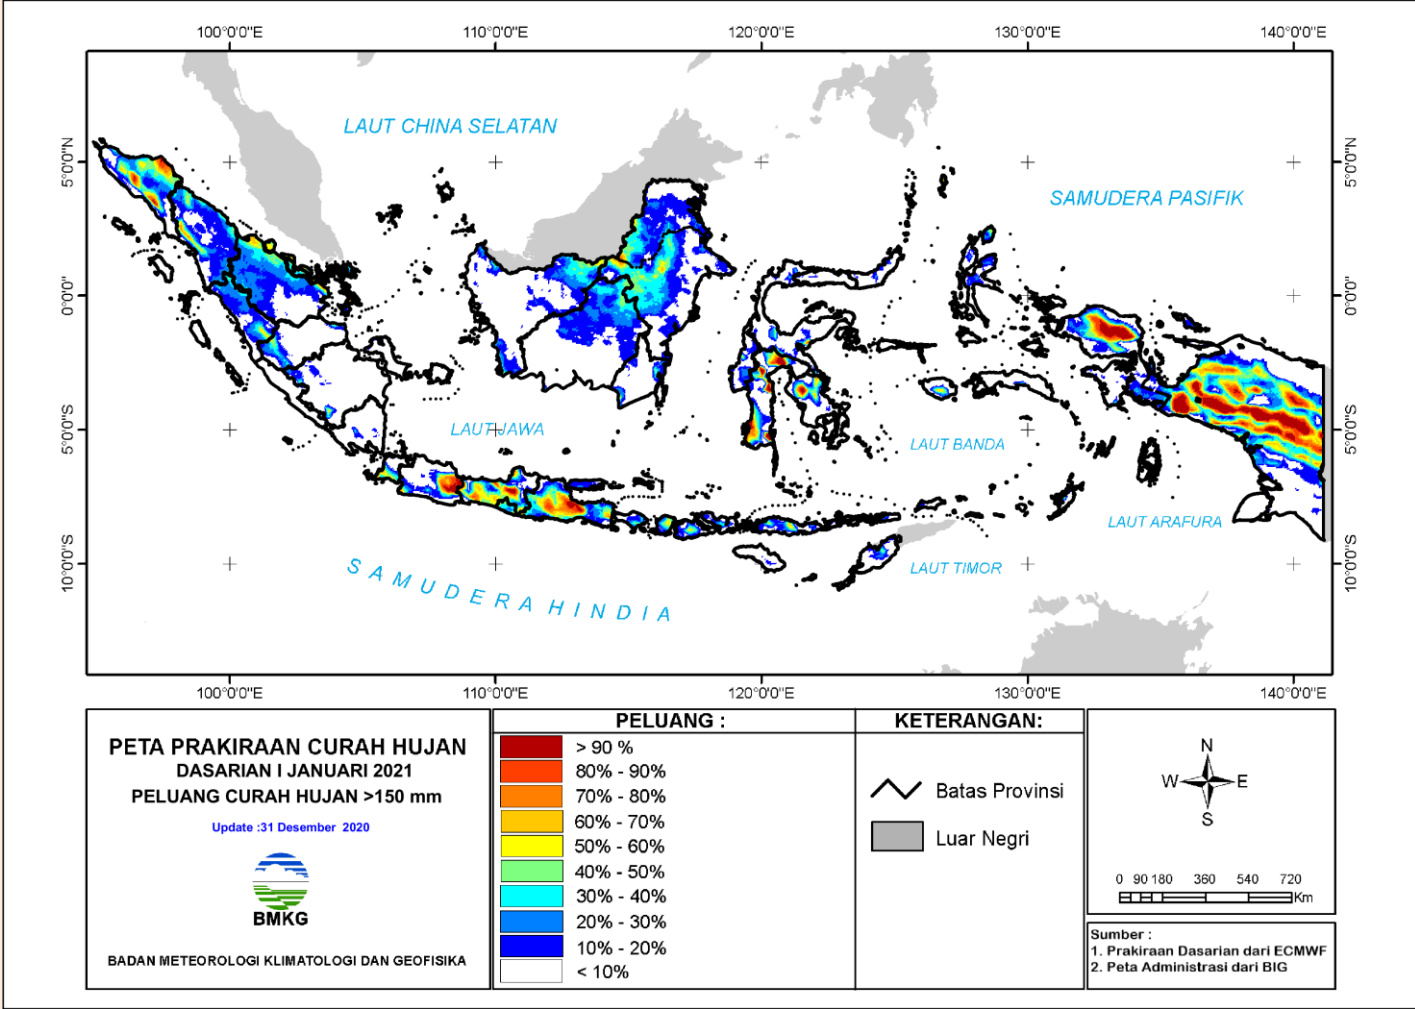 100°0'0"E 110°0'0"E 120°0'0"E 130°0'0"E 140°0'0"E
LAUT CHINA SELATAN
5°0'0"N 5°0'0"N
SAMUDERA PASIFIK
0°0'0" 0°0'0"
5°0'0"S 5°0'0"S
LAUT JAWA
LAUT BANDA
LAUT ARAFURA
10°0'0"S 10°0'0"S
LAUT TIMOR
SAMUDERA HINDIA
100°0'0"E 110°0'0"E 120°0'0"E 130°0'0"E 140°0'0"E
PETA PRAKIRAAN CURAH HUJAN
DASARIAN I JANUARI 2021
PELUANG CURAH HUJAN >150 mm
Update :31 Desember 2020
BMKG
BADAN METEOROLOGI KLIMATOLOGI DAN GEOFISIKA
PELUANG :
> 90 %
80% - 90%
70% - 80%
60% - 70%
50% - 60%
40% - 50%
30% - 40%
20% - 30%
10% - 20%
< 10%
KETERANGAN:
Batas Provinsi
Luar Negri
N
W E
S
0 90 180 360 540 720
Km
Sumber :
1. Prakiraan Dasarian dari ECMWF
2. Peta Administrasi dari BIG